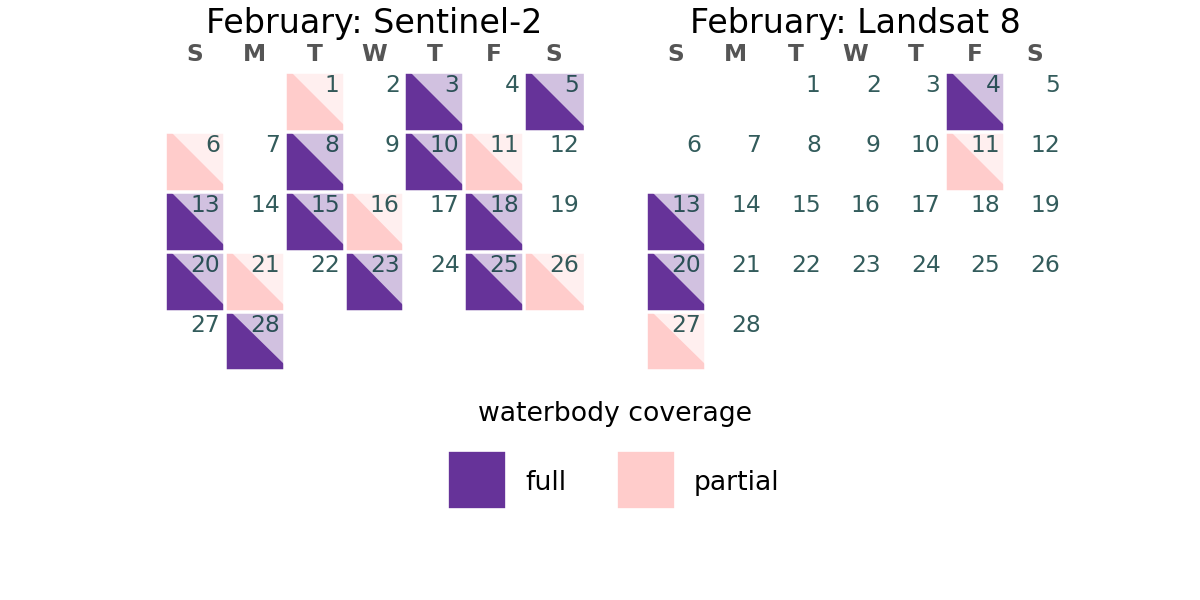 February: Sentinel-2
S M T W T F S
1 2 3 4 5
6 7 8 9 10 11 12
13 14 15 16 17 18 19
20 21 22 23 24 25 26
27 28
February: Landsat 8
S M T W T F S
1 2 3 4 5
6 7 8 9 10 11 12
13 14 15 16 17 18 19
20 21 22 23 24 25 26
27 28
waterbody coverage
full partial